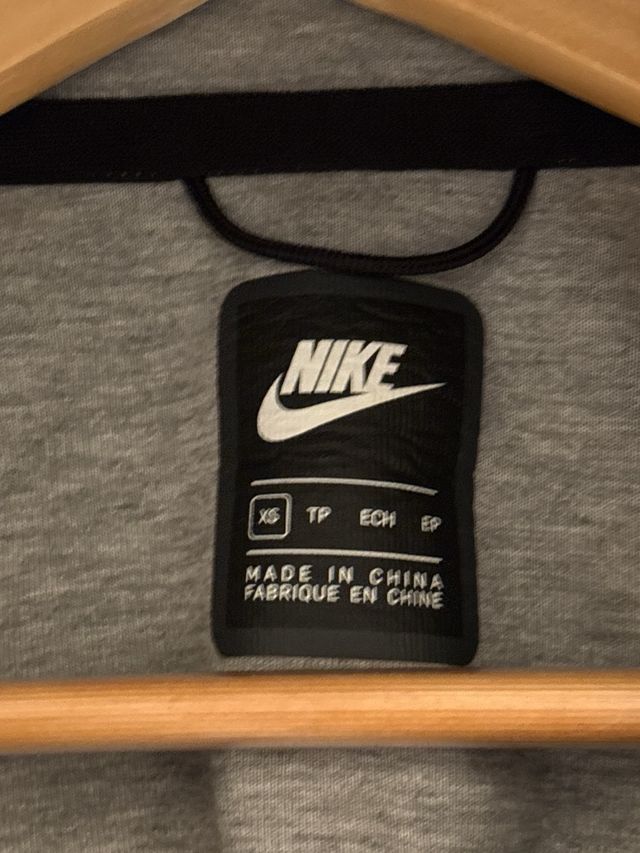 NIKE
XS TP ECH EP
MADE IN CHINA
FABRIQUE EN CHINE